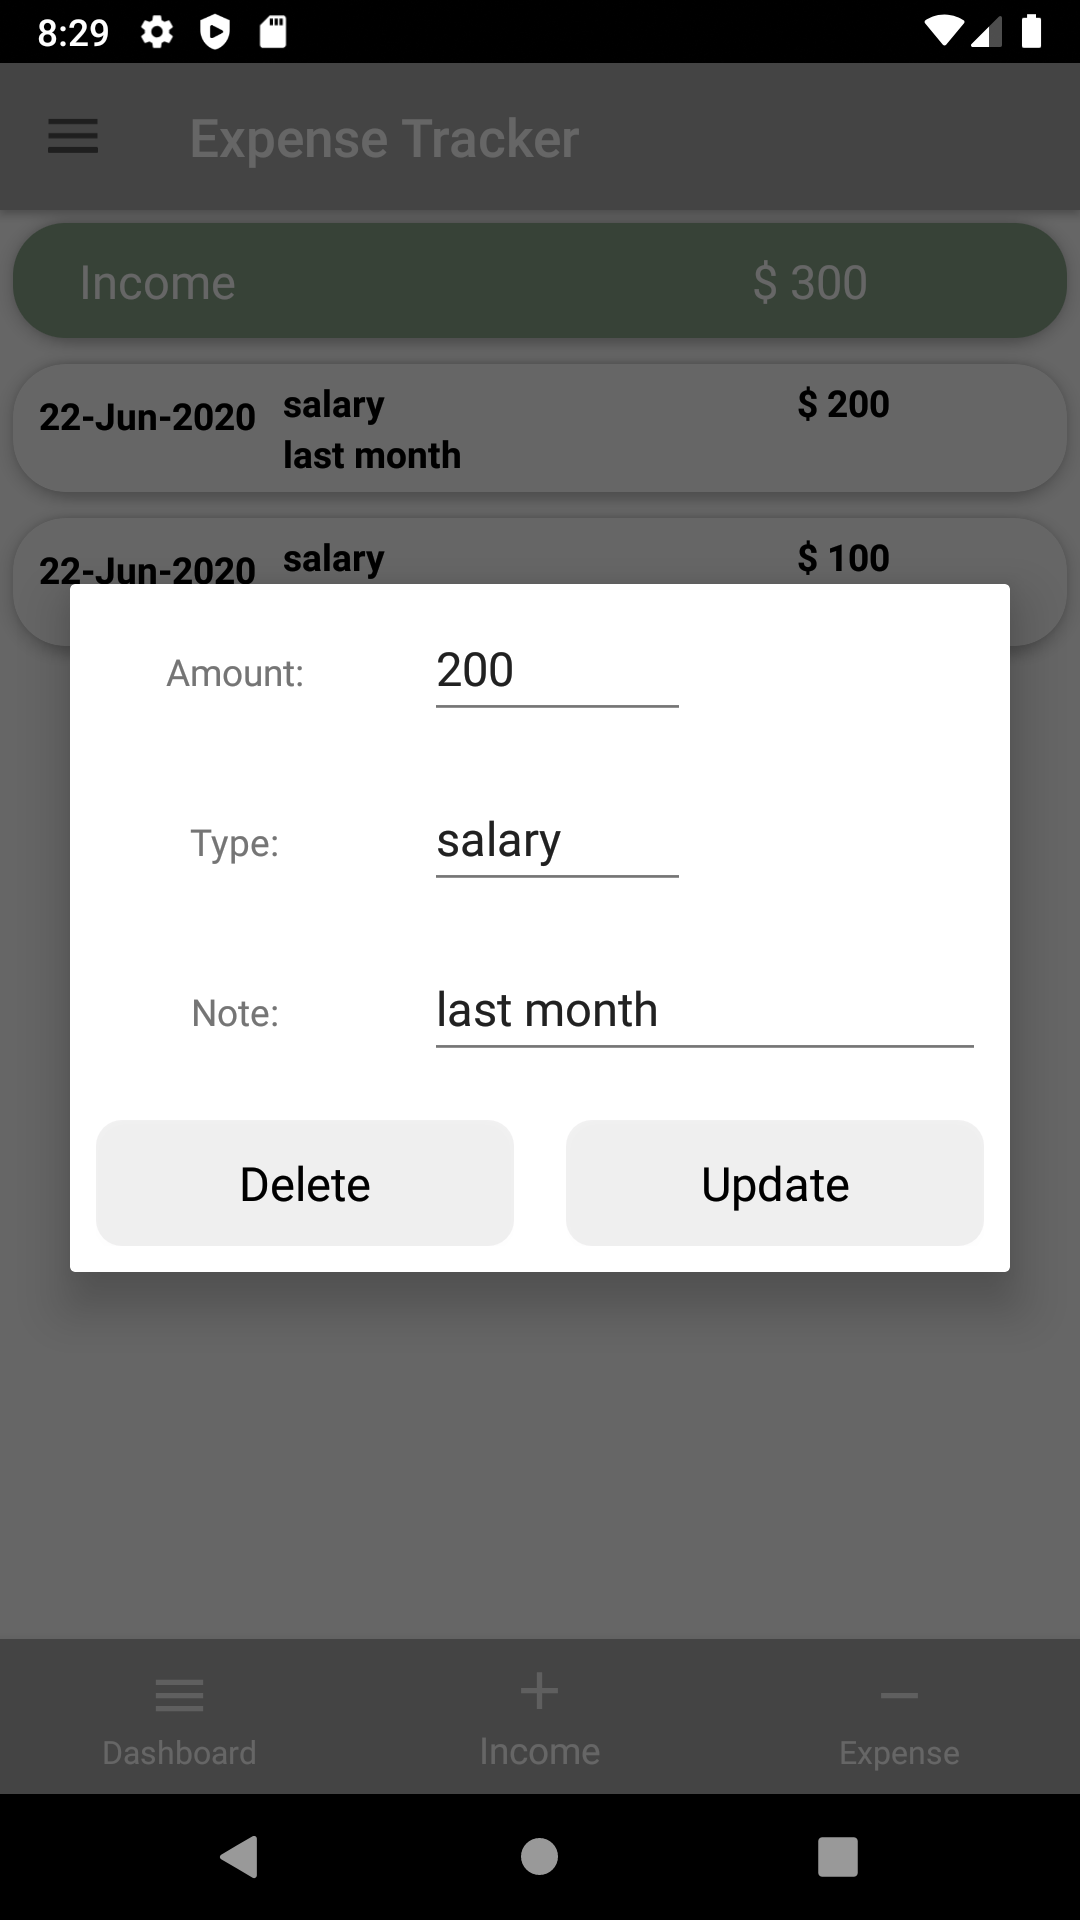 8:29
Expense Tracker
Income $ 300
22-Jun-2020 salary $ 200
last month
22-Jun-2020 salary $ 100
Amount: 200
Type: salary
Note: last month
Delete Update
Dashboard Income Expense